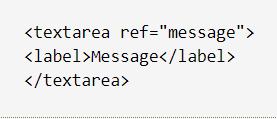 <textarea ref="message">
<label>Message</label>
</textarea>